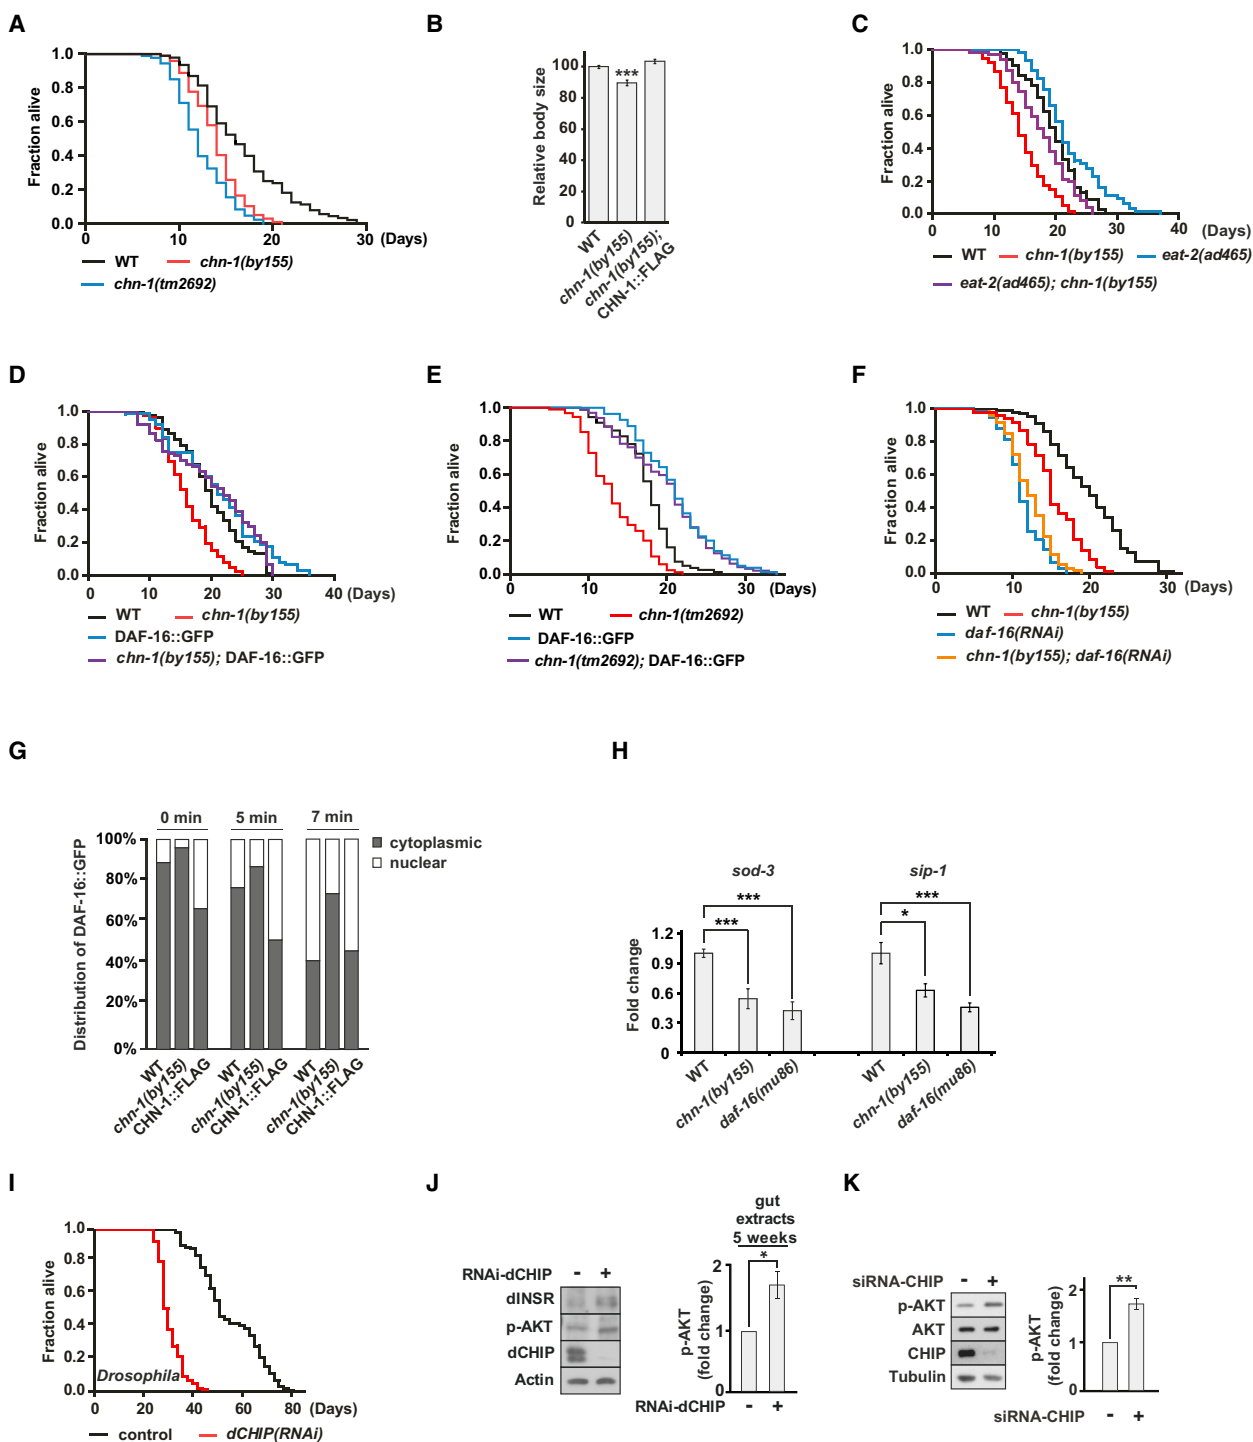 A
1.0
0.8
0.6
0.4
0.2
0.0
Fraction alive
0 10 20 30 (Days)
WT chn-1(by155)
chn-1(tm2692)
B
100
80
60
40
20
0
Relative body size
***
WT
chn-1(by155)
chn-1(by155);
CHN-1::FLAG
C
1.0
0.8
0.6
0.4
0.2
0.0
Fraction alive
0 10 20 30 40 (Days)
WT chn-1(by155) eat-2(ad465)
eat-2(ad465); chn-1(by155)
D
1.0
0.8
0.6
0.4
0.2
0.0
Fraction alive
0 10 20 30 40 (Days)
WT chn-1(by155)
DAF-16::GFP
chn-1(by155); DAF-16::GFP
E
1.0
0.8
0.6
0.4
0.2
0.0
Fraction alive
0 10 20 30 (Days)
WT chn-1(tm2692)
DAF-16::GFP
chn-1(tm2692); DAF-16::GFP
F
1.0
0.8
0.6
0.4
0.2
0.0
Fraction alive
0 10 20 30 (Days)
WT chn-1(by155)
daf-16(RNAi)
chn-1(by155); daf-16(RNAi)
G
0 min 5 min 7 min
100%
80%
60%
40%
20%
0%
Distribution of DAF-16::GFP
cytoplasmic
nuclear
WT
chn-1(by155)
CHN-1::FLAG
WT
chn-1(by155)
CHN-1::FLAG
WT
chn-1(by155)
CHN-1::FLAG
H
sod-3 sip-1
*** ***
*** *
1.2
0.9
0.6
0.3
0
Fold change
WT
chn-1(by155)
daf-16(mu86)
WT
chn-1(by155)
daf-16(mu86)
I
1.0
0.8
0.6
0.4
0.2
0.0
Fraction alive
Drosophila
0 20 40 60 80 (Days)
control dCHIP(RNAi)
J
RNAi-dCHIP - +
dINSR
p-AKT
dCHIP
Actin
gut
extracts
5 weeks
*
2
1
0
p-AKT
(fold change)
RNAi-dCHIP - +
K
siRNA-CHIP - +
p-AKT
AKT
CHIP
Tubulin
**
2
1
0
p-AKT
(fold change)
siRNA-CHIP - +